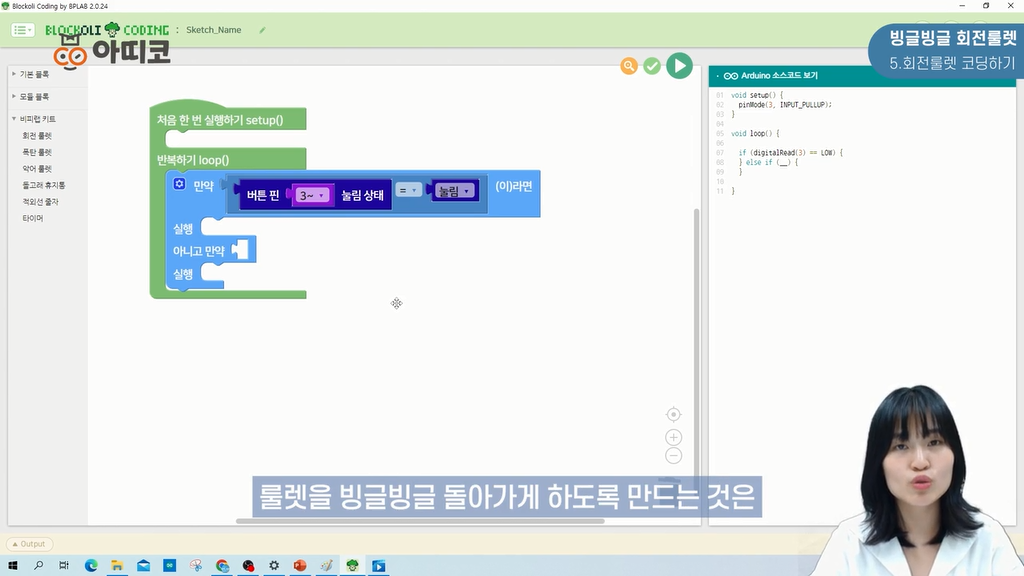 Blockoli Coding by BPLAB 2.0.24
BLOCKOLI CODING : Sketch_Name
아띠코
빙글빙글 회전룰렛
5.회전룰렛 코딩하기
기본 블록
모듈 블록
비피랩 키트
회전 룰렛
폭탄 룰렛
악어 룰렛
돌고래 휴지통
적외선 줄자
타이머
처음 한 번 실행하기 setup()
반복하기 loop()
만약 버튼 핀 3~ 눌림 상태 = 눌림 (이)라면
실행
아니고 만약
실행
Arduino 소스코드 보기
01 void setup() {
02 pinMode(3, INPUT_PULLUP);
03 }
04
05 void loop() {
06
07 if (digitalRead(3) == LOW) {
08 } else if (__) {
09 }
10
11 }
룰렛을 빙글빙글 돌아가게 하도록 만드는 것은
Output